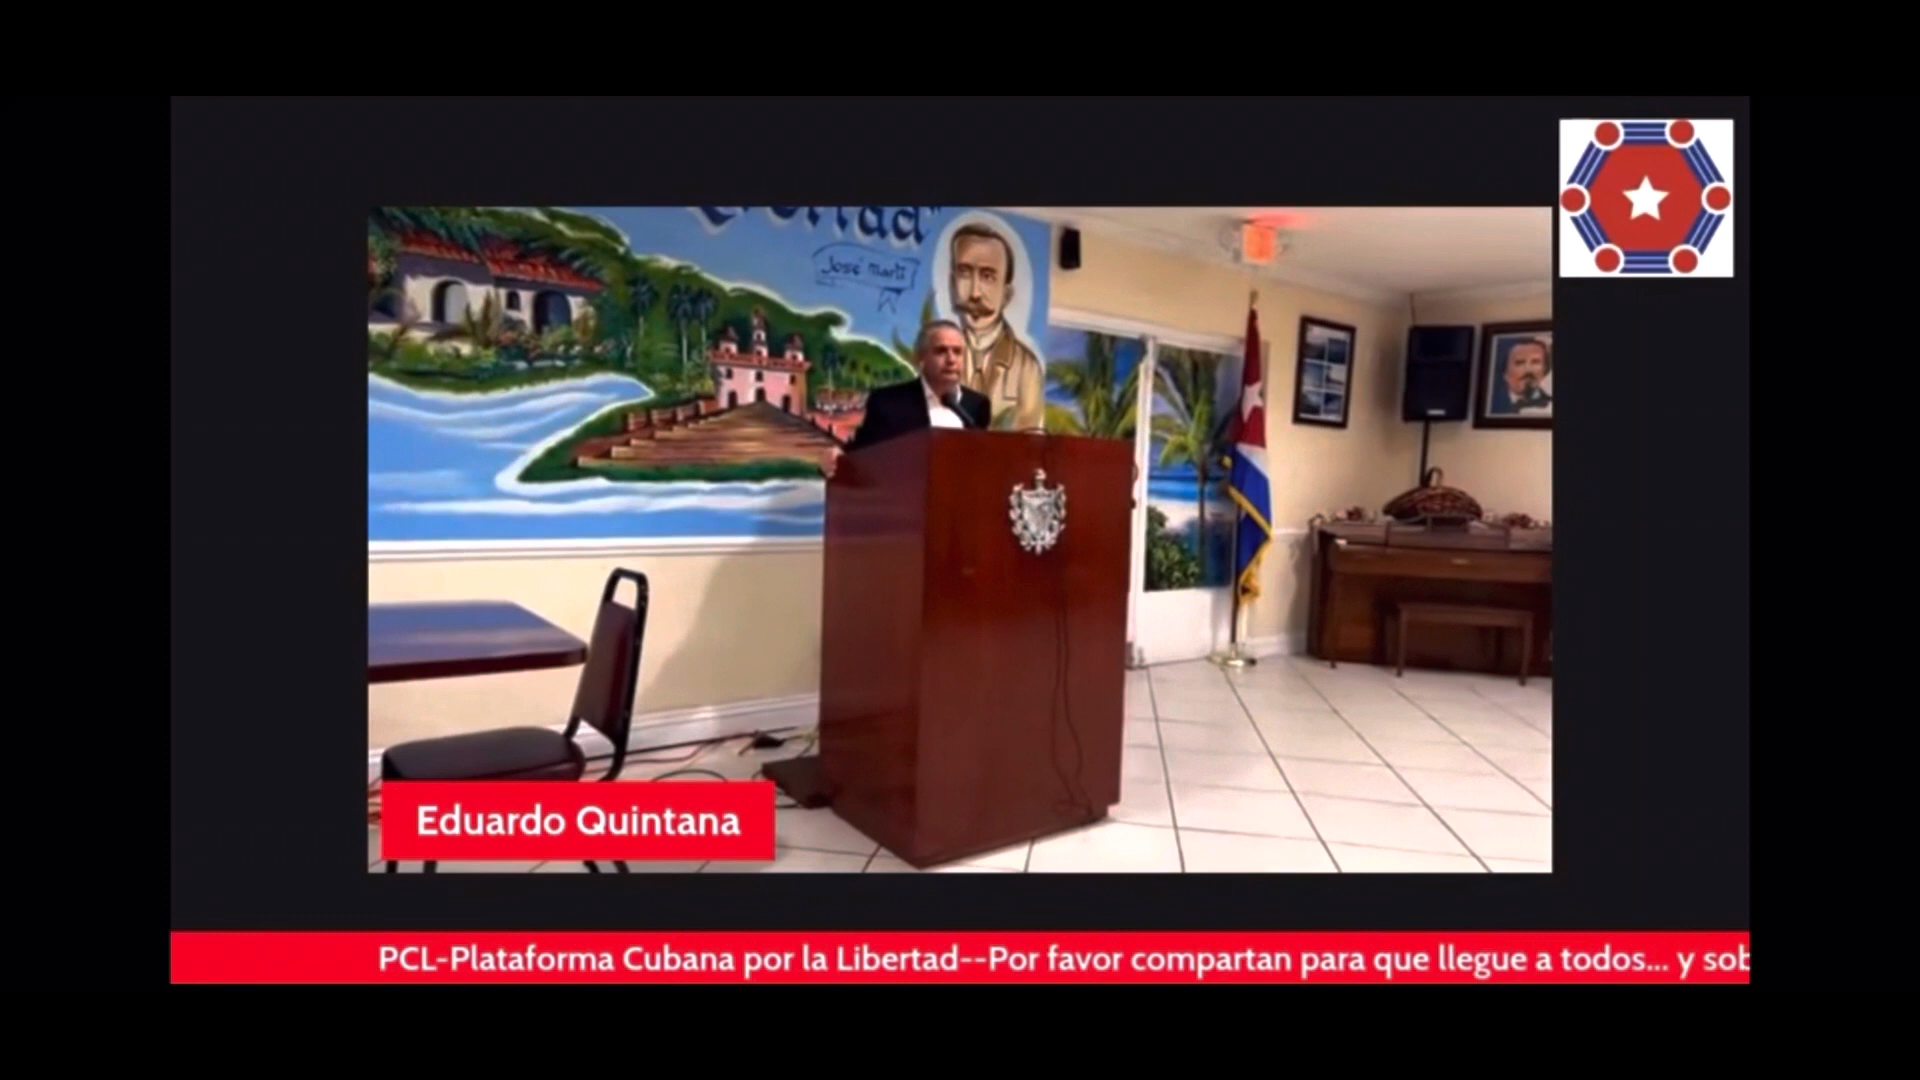 José Martí
Eduardo Quintana
PCL-Plataforma Cubana por la Libertad--Por favor compartan para que llegue a todos... y sob